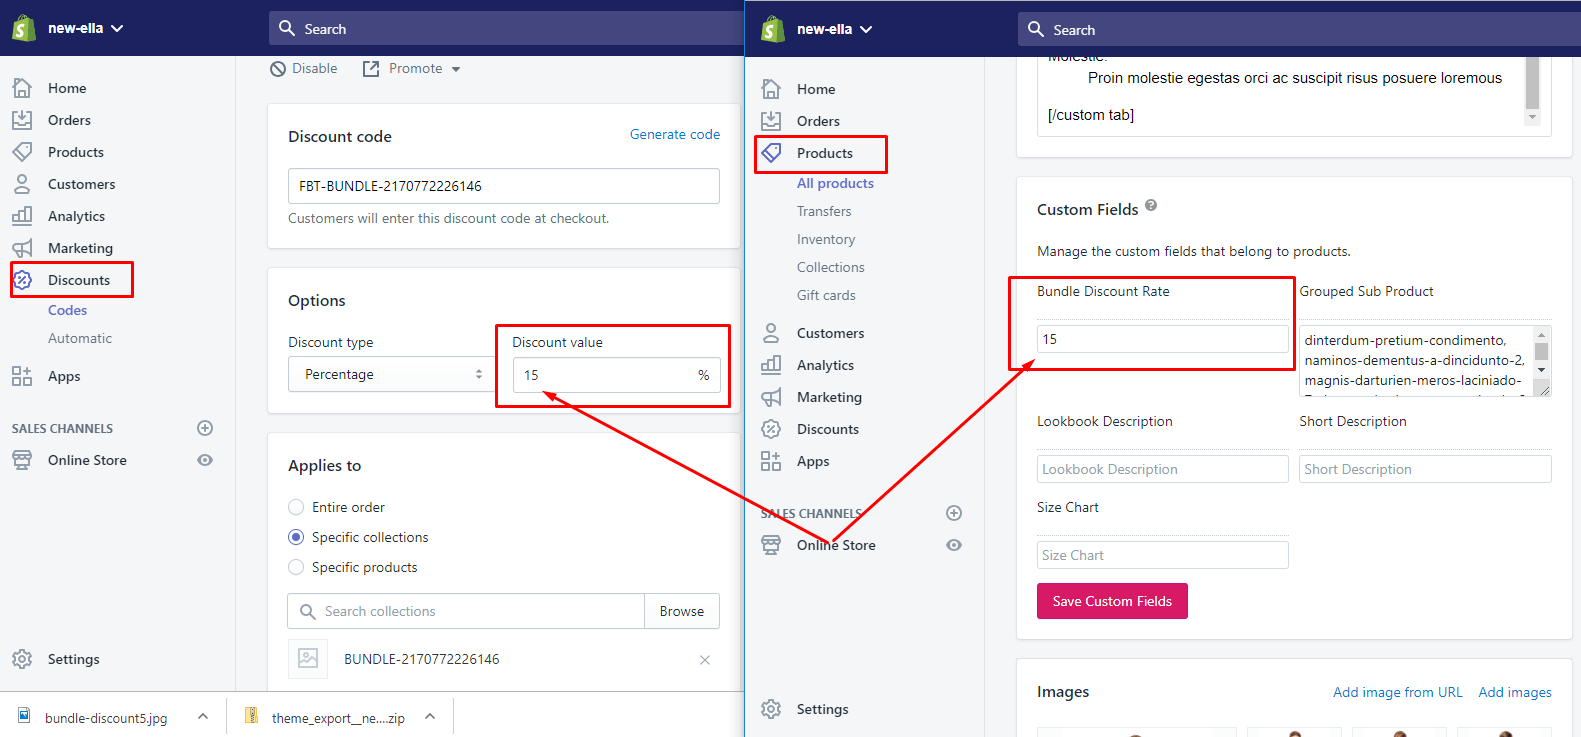 new-ella
Search
Disable
Promote
Home
Orders
Products
Customers
Analytics
Marketing
Discounts
Codes
Automatic
Apps
SALES CHANNELS
Online Store
Settings
Discount code
Generate code
FBT-BUNDLE-2170772226146
Customers will enter this discount code at checkout.
Options
Discount type
Discount value
Percentage
15 %
Applies to
Entire order
Specific collections
Specific products
Search collections
Browse
BUNDLE-2170772226146
bundle-discount5.jpg
theme_export__ne....zip
new-ella
Search
Home
Orders
Products
All products
Transfers
Inventory
Collections
Gift cards
Customers
Analytics
Marketing
Discounts
Apps
SALES CHANNELS
Online Store
Settings
Molestie.
Proin molestie egestas orci ac suscipit risus posuere loremous
[/custom tab]
Custom Fields
Manage the custom fields that belong to products.
Bundle Discount Rate
15
Grouped Sub Product
dinterdum-pretium-condimento,
naminos-dementus-a-dincidunto-2,
magnis-darturien-meros-laciniado-
Lookbook Description
Lookbook Description
Short Description
Short Description
Size Chart
Size Chart
Save Custom Fields
Images
Add image from URL
Add images